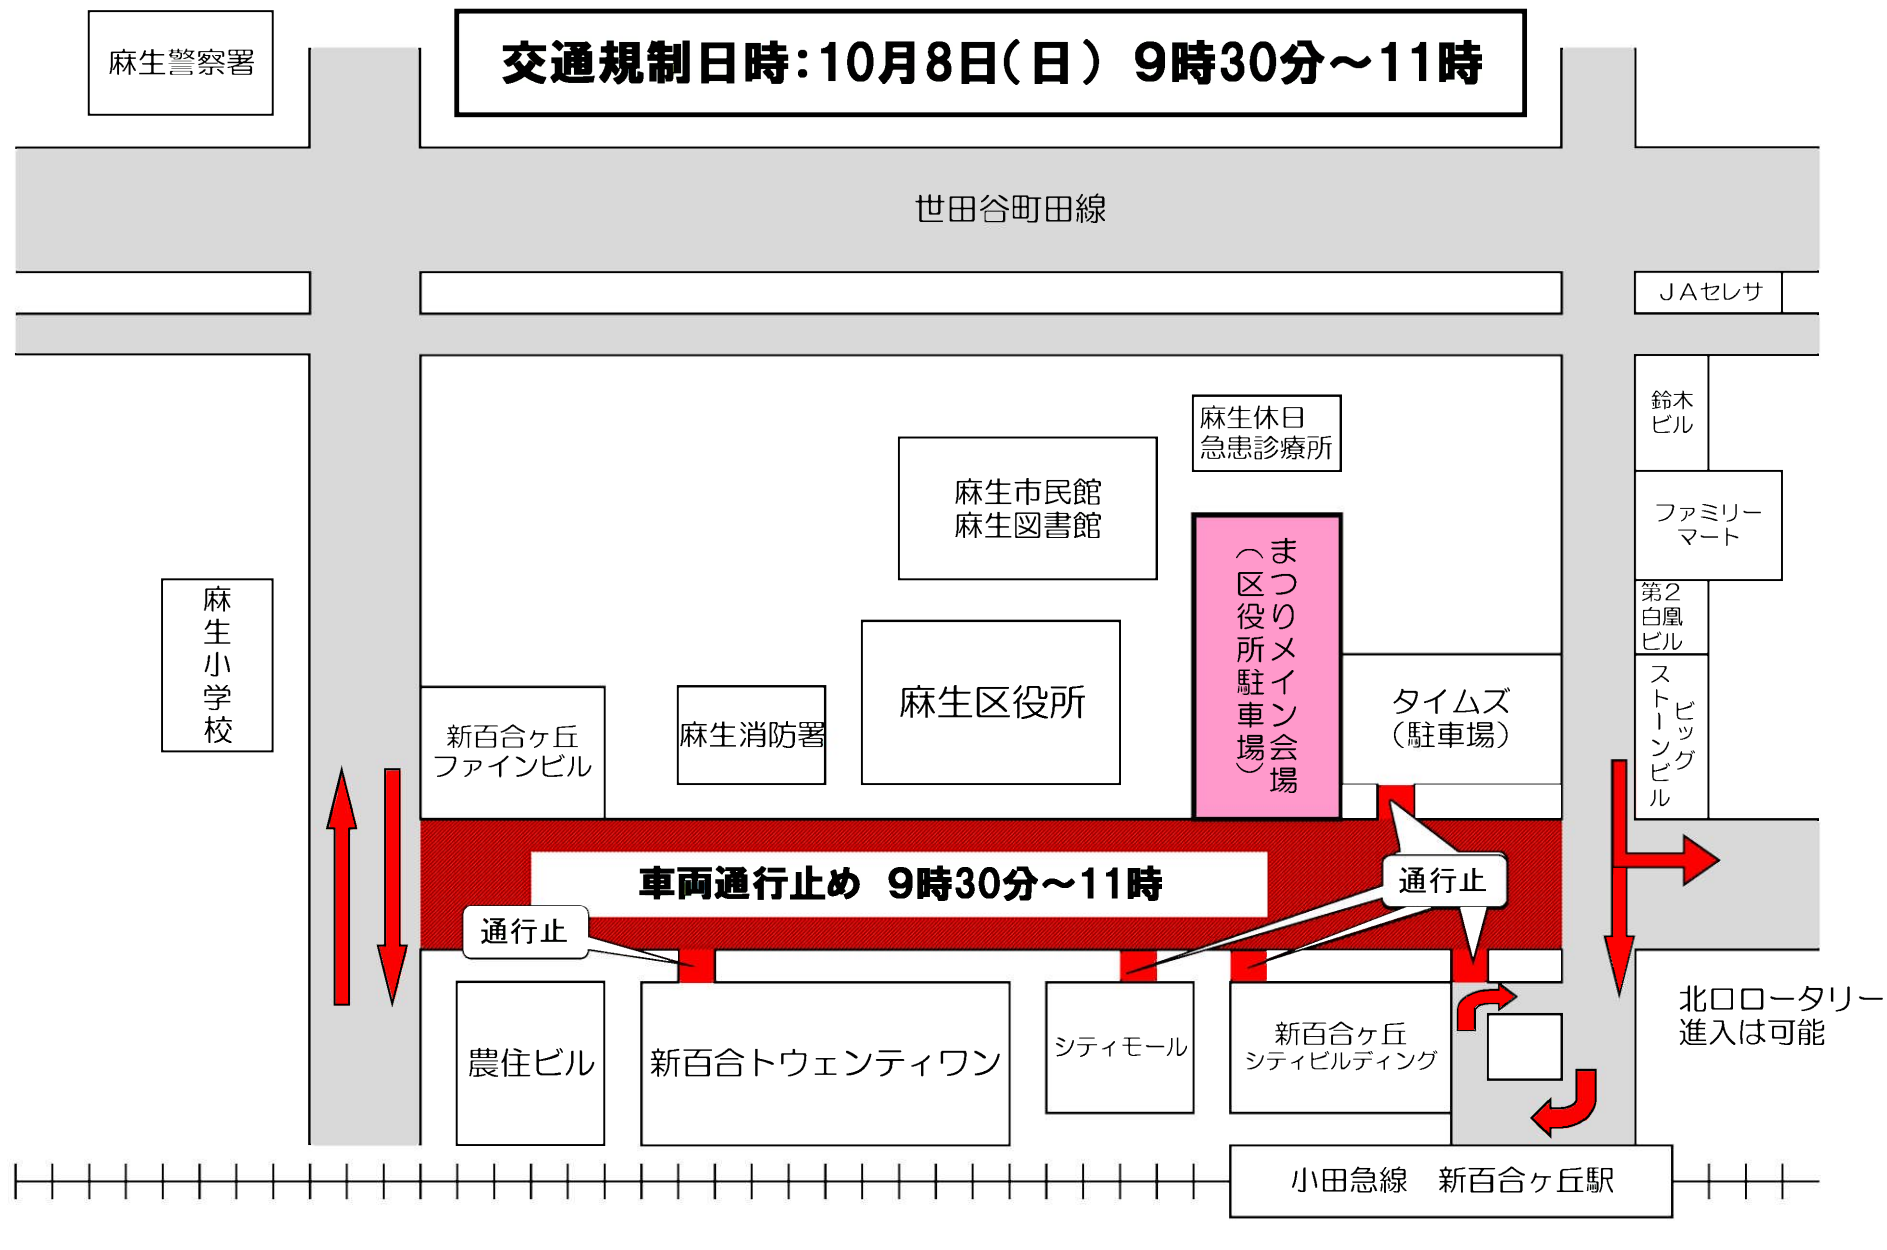 麻生警察署
交通規制日時：10月8日（日） 9時30分～11時
世田谷町田線
ＪＡセレサ
鈴木
ビル
麻生休日
急患診療所
麻生市民館
麻生図書館
ファミリー
マート
まつりメイン会場
（区役所駐車場）
第２
白凰
ビル
麻生小学校
麻生区役所
タイムズ
（駐車場）
ビッグ
ストーンビル
新百合ヶ丘
ファインビル
麻生消防署
車両通行止め 9時30分～11時
通行止
通行止
北口ロータリー
進入は可能
農住ビル
新百合トウェンティワン
シティモール
新百合ヶ丘
シティビルディング
小田急線　新百合ヶ丘駅